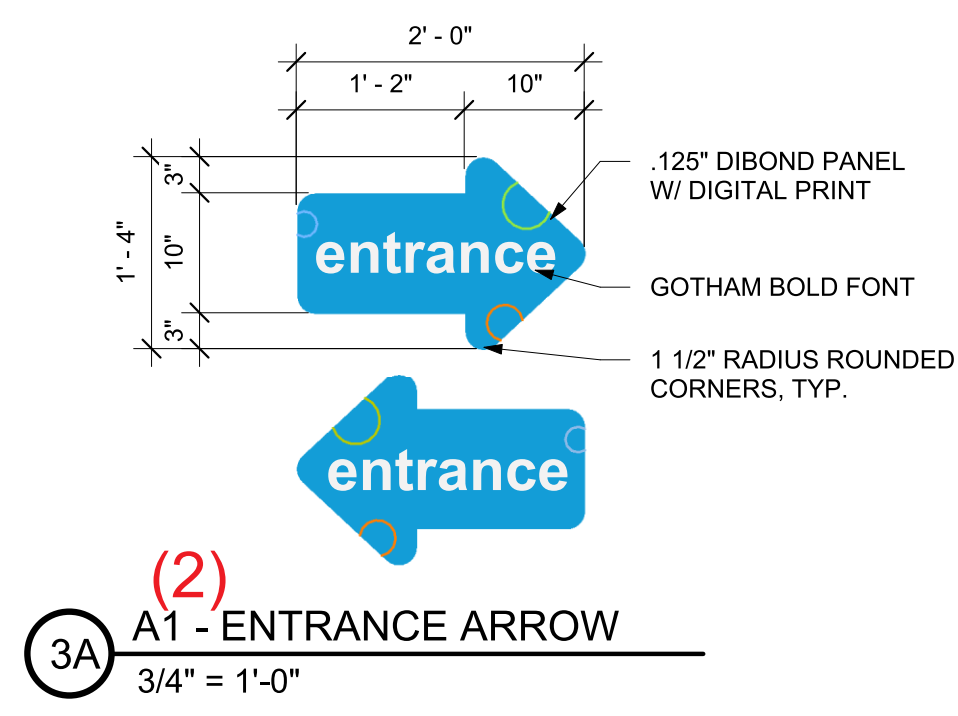 2' - 0"
1' - 2"
10"
3"
10"
3"
1' - 4"
.125" DIBOND PANEL
W/ DIGITAL PRINT
entrance
GOTHAM BOLD FONT
1 1/2" RADIUS ROUNDED
CORNERS, TYP.
entrance
(2)
A1 - ENTRANCE ARROW
3A
3/4" = 1'-0"